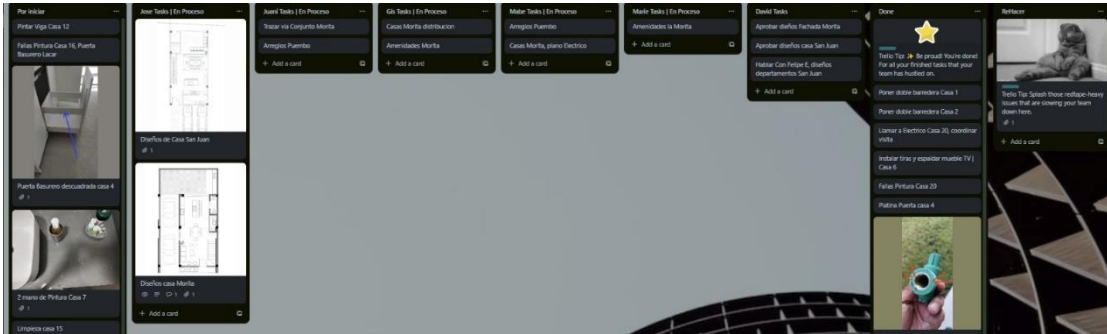 Por iniciar
Pintar Viga Casa 12
Fallas Pintura Casa 16, Puerta
Basurero Lacar
Puerta Basurero descuadrada casa 4
1
2 mano de Pintura Casa 7
1
Limpieza casa 15
Jose Tasks | En Proceso
Diseños de Casa San Juan
1
Diseños casa Morita
1
1
+ Add a card
Juani Tasks | En Proceso
Trazar via Conjunto Morita
Arreglos Puembo
+ Add a card
Gis Tasks | En Proceso
Casas Morita distribucion
Amenidades Morita
+ Add a card
Mabe Tasks | En Proceso
Arreglos Puembo
Casas Morita, plano Electrico
+ Add a card
Marie Tasks | En Proceso
Amenidades la Morita
+ Add a card
David Tasks
Aprobar diseños Fachada Morita
Aprobar diseños casa San Juan
Hablar Con Felipe E, diseños
departamentos San Juan
+ Add a card
Done
Trello Tip: ✨ Be proud! You're done!
For all your finished tasks that your
team has hustled on.
Poner doble barredera Casa 1
Poner doble barredera Casa 2
Llamar a Electrico Casa 20, coordinar
visita
Instalar tiras y espaldar mueble TV |
Casa 6
Fallas Pintura Casa 20
Platina Puerta casa 4
ReHacer
Trello Tip: Splash those redtape-heavy
issues that are slowing your team
down here.
1
+ Add a card